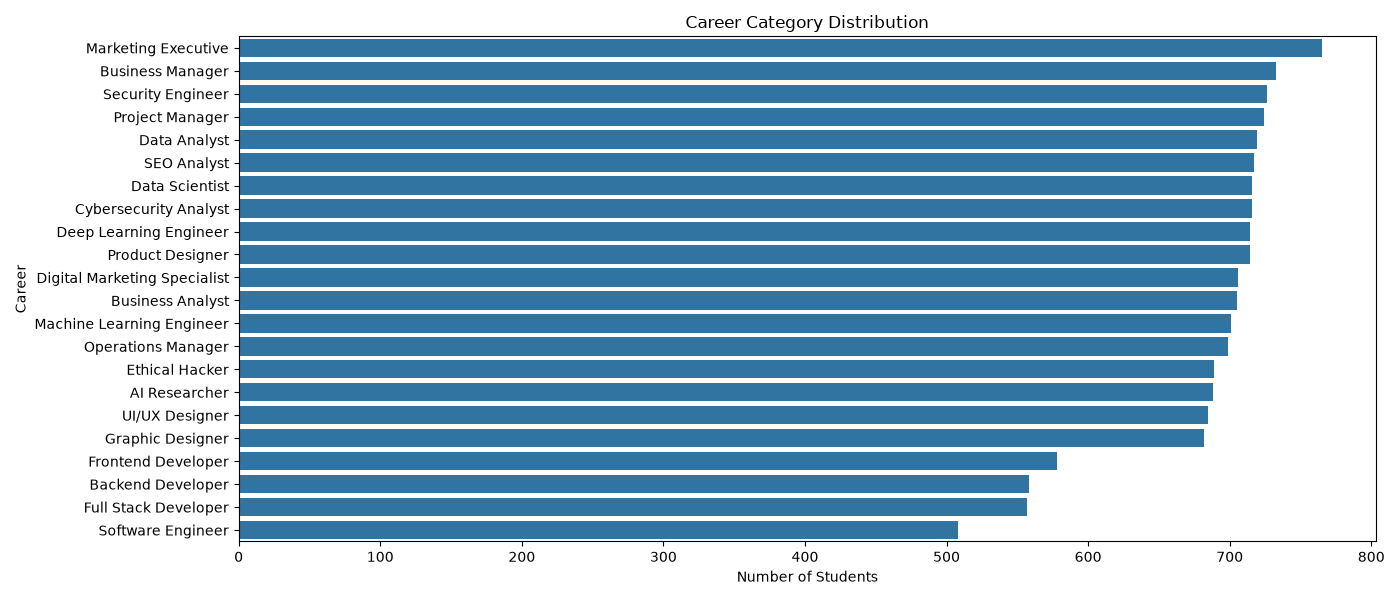 Career Category Distribution
Marketing Executive
Business Manager
Security Engineer
Project Manager
Data Analyst
SEO Analyst
Data Scientist
Cybersecurity Analyst
Deep Learning Engineer
Product Designer
Digital Marketing Specialist
Business Analyst
Machine Learning Engineer
Operations Manager
Ethical Hacker
AI Researcher
UI/UX Designer
Graphic Designer
Frontend Developer
Backend Developer
Full Stack Developer
Software Engineer
Career
0 100 200 300 400 500 600 700 800
Number of Students